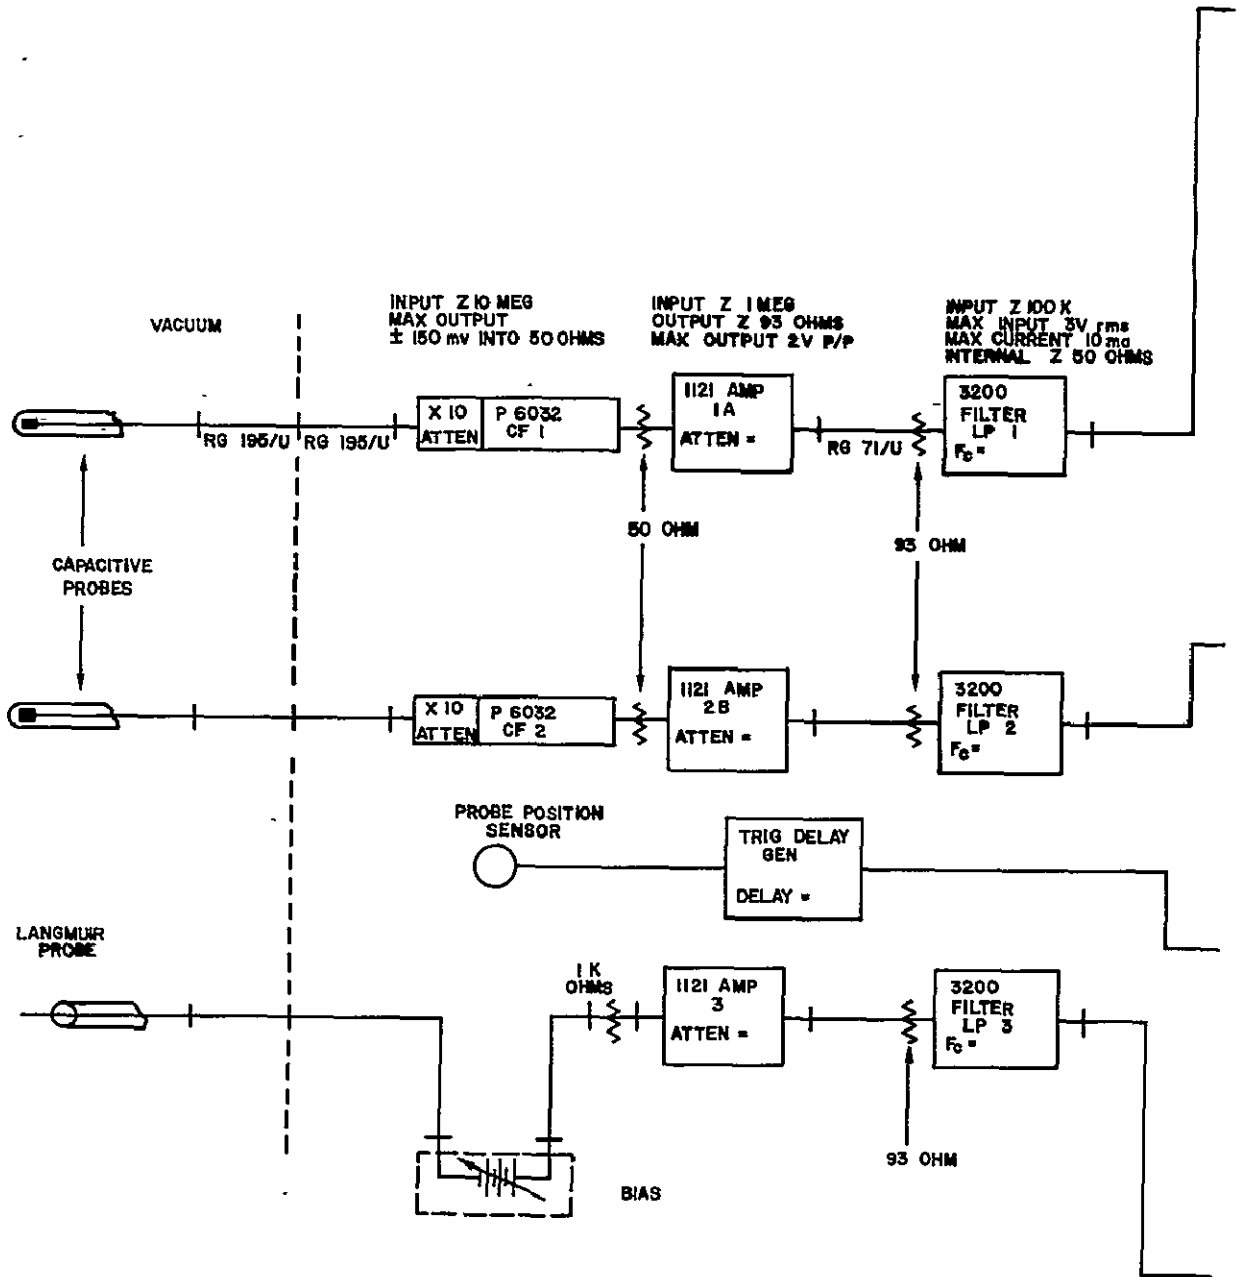 VACUUM
INPUT Z 10 MEG
MAX OUTPUT
± 150 mv INTO 50 OHMS
INPUT Z 1 MEG
OUTPUT Z 93 OHMS
MAX OUTPUT 2V P/P
INPUT Z 100 K
MAX INPUT 3V rms
MAX CURRENT 10 ma
INTERNAL Z 50 OHMS
X 10
ATTEN
P 6032
CF 1
1121 AMP
1A
ATTEN =
3200
FILTER
LP 1
Fc =
RG 195/U
RG 195/U
RG 71/U
50 OHM
93 OHM
CAPACITIVE
PROBES
X 10
ATTEN
P 6032
CF 2
1121 AMP
2B
ATTEN =
3200
FILTER
LP 2
Fc =
PROBE POSITION
SENSOR
TRIG DELAY
GEN
DELAY =
LANGMUIR
PROBE
1 K
OHMS
1121 AMP
3
ATTEN =
3200
FILTER
LP 3
Fc =
93 OHM
BIAS